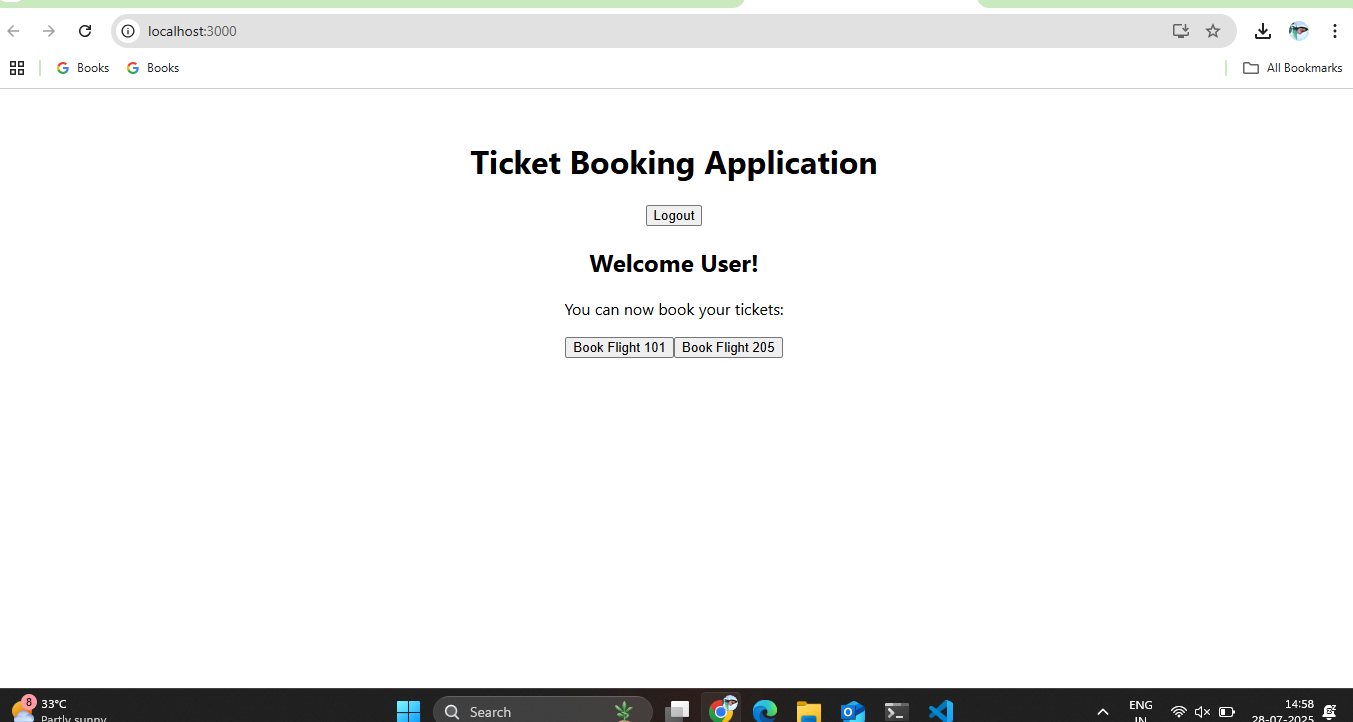 localhost:3000
Books Books All Bookmarks
Ticket Booking Application
Logout
Welcome User!
You can now book your tickets:
Book Flight 101 Book Flight 205
8 33°C
Partly sunny
Search
ENG
IN
14:58
28-07-2025